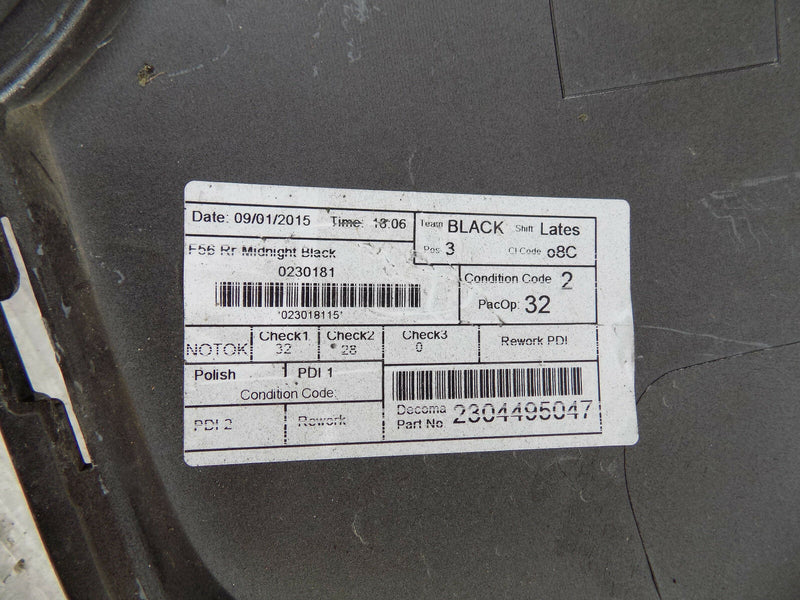 Date: 09/01/2015 Time: 18:06 Team BLACK Shift Lates
Pos 3 Cl Code o8C
F56 Rr Midnight Black
0230181
Condition Code 2
PacOp: 32
'023018115'
NOTOK Check1 32 Check2 28 Check3 0 Rework PDI
Polish PDI 1
Condition Code:
PDI 2 Rework
Decoma Part No 2304495047